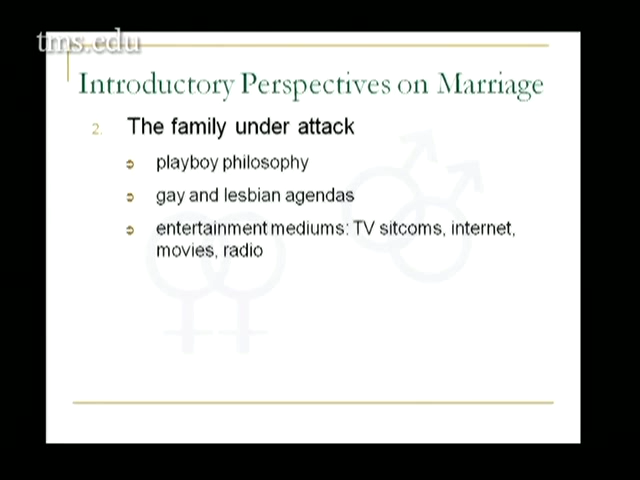 tms.edu
Introductory Perspectives on Marriage
2. The family under attack
playboy philosophy
gay and lesbian agendas
entertainment mediums: TV sitcoms, internet,
movies, radio